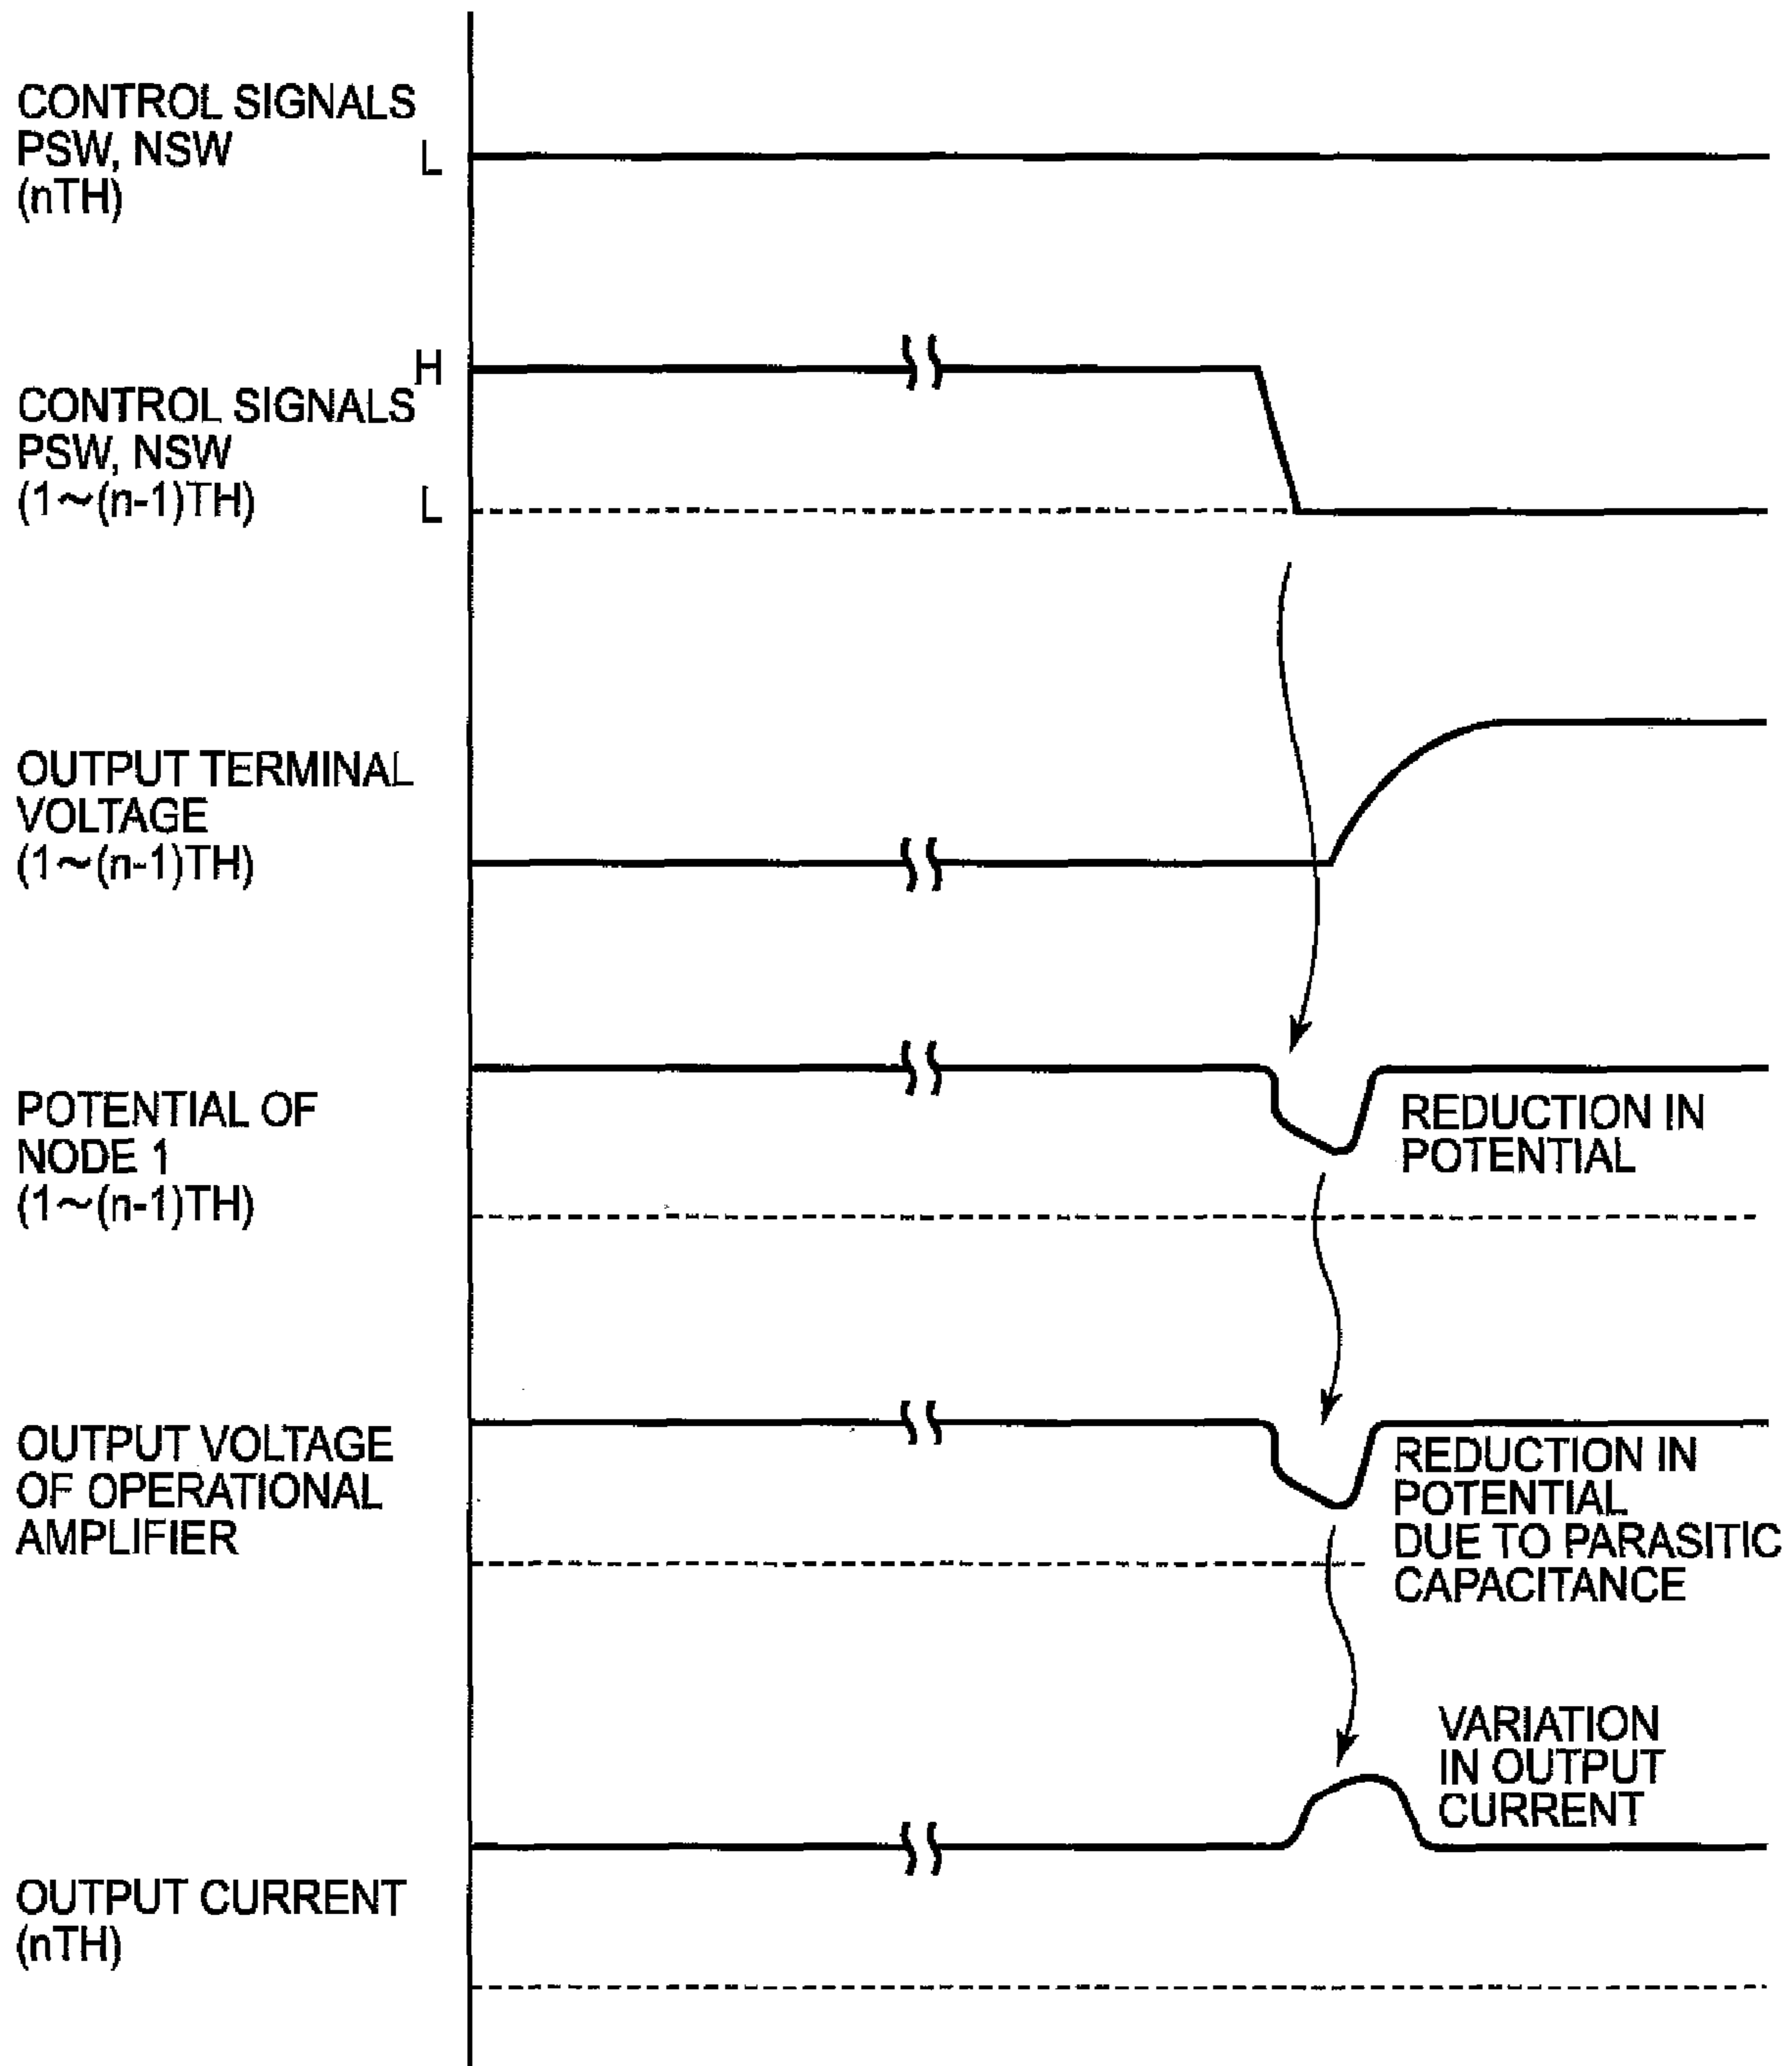 CONTROL SIGNALS
PSW, NSW
(nTH)
L
H
CONTROL SIGNALS
PSW, NSW
(1~(n-1)TH)
L
OUTPUT TERMINAL
VOLTAGE
(1~(n-1)TH)
POTENTIAL OF
NODE 1
(1~(n-1)TH)
REDUCTION IN
POTENTIAL
OUTPUT VOLTAGE
OF OPERATIONAL
AMPLIFIER
REDUCTION IN
POTENTIAL
DUE TO PARASITIC
CAPACITANCE
VARIATION
IN OUTPUT
CURRENT
OUTPUT CURRENT
(nTH)